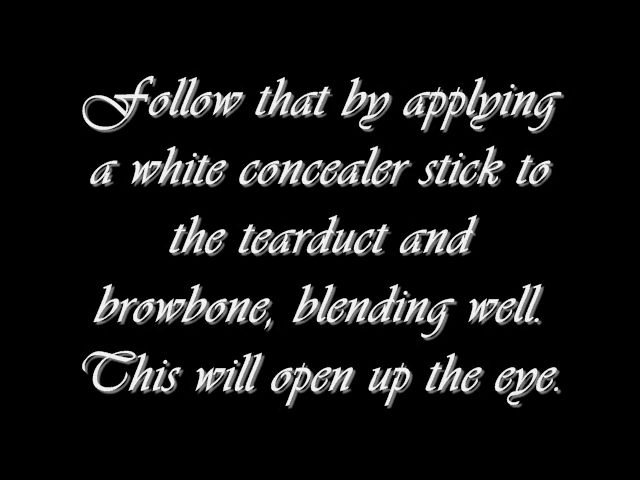 Follow that by applying
a white concealer stick to
the tearduct and
browbone, blending well.
This will open up the eye.